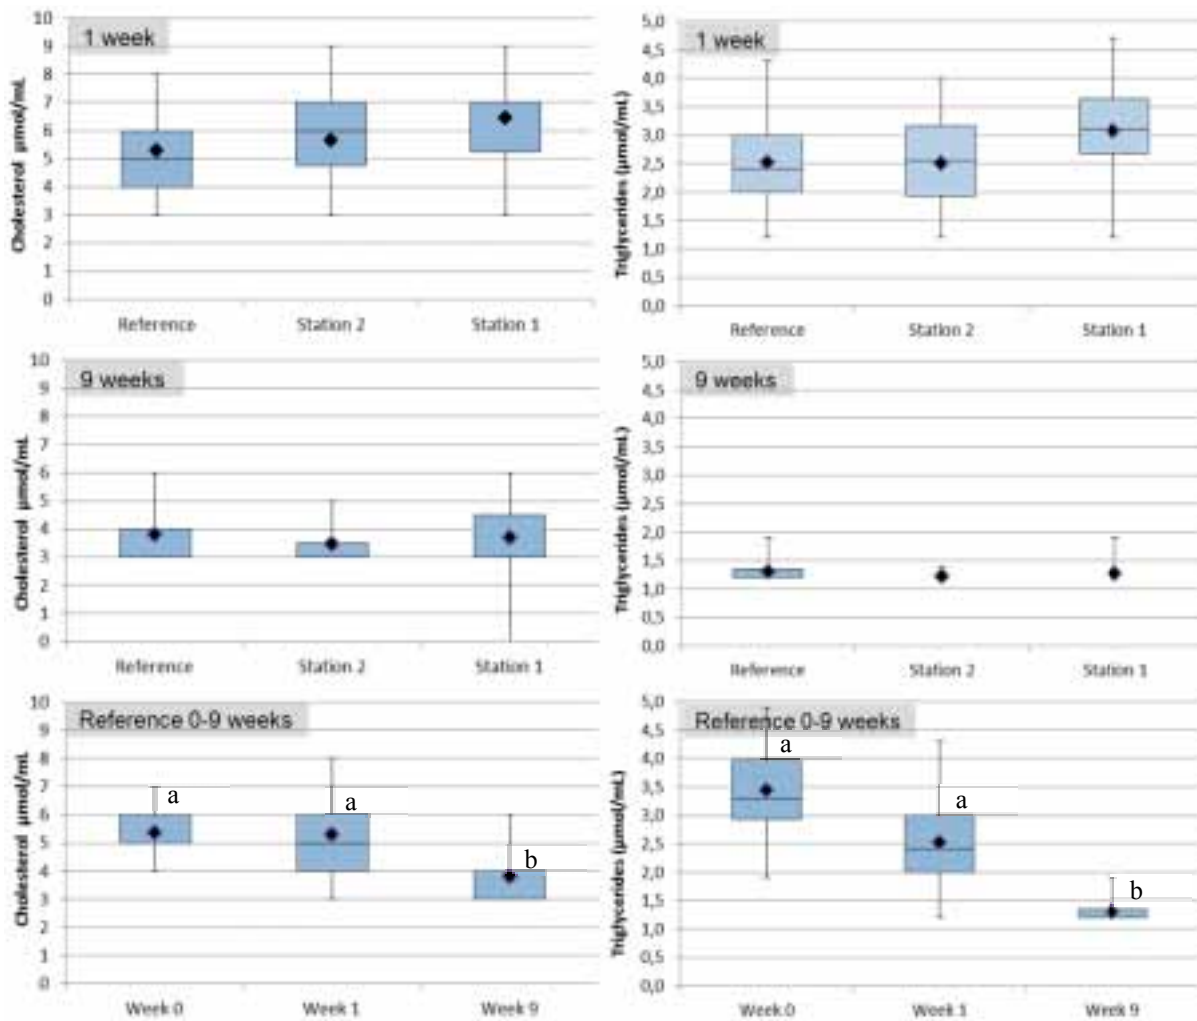 1 week
Cholesterol µmol/mL
10
9
8
7
6
5
4
3
2
1
0
Reference Station 2 Station 1
1 week
Triglycerides (µmol/mL)
5,0
4,5
4,0
3,5
3,0
2,5
2,0
1,5
1,0
0,5
0,0
Reference Station 2 Station 1
9 weeks
Cholesterol µmol/mL
10
9
8
7
6
5
4
3
2
1
0
Reference Station 2 Station 1
9 weeks
Triglycerides (µmol/mL)
5,0
4,5
4,0
3,5
3,0
2,5
2,0
1,5
1,0
0,5
0,0
Reference Station 2 Station 1
Reference 0-9 weeks
Cholesterol µmol/mL
10
9
8
7
6
5
4
3
2
1
0
a
a
b
Week 0 Week 1 Week 9
Reference 0-9 weeks
Triglycerides (µmol/mL)
5,0
4,5
4,0
3,5
3,0
2,5
2,0
1,5
1,0
0,5
0,0
a
a
b
Week 0 Week 1 Week 9